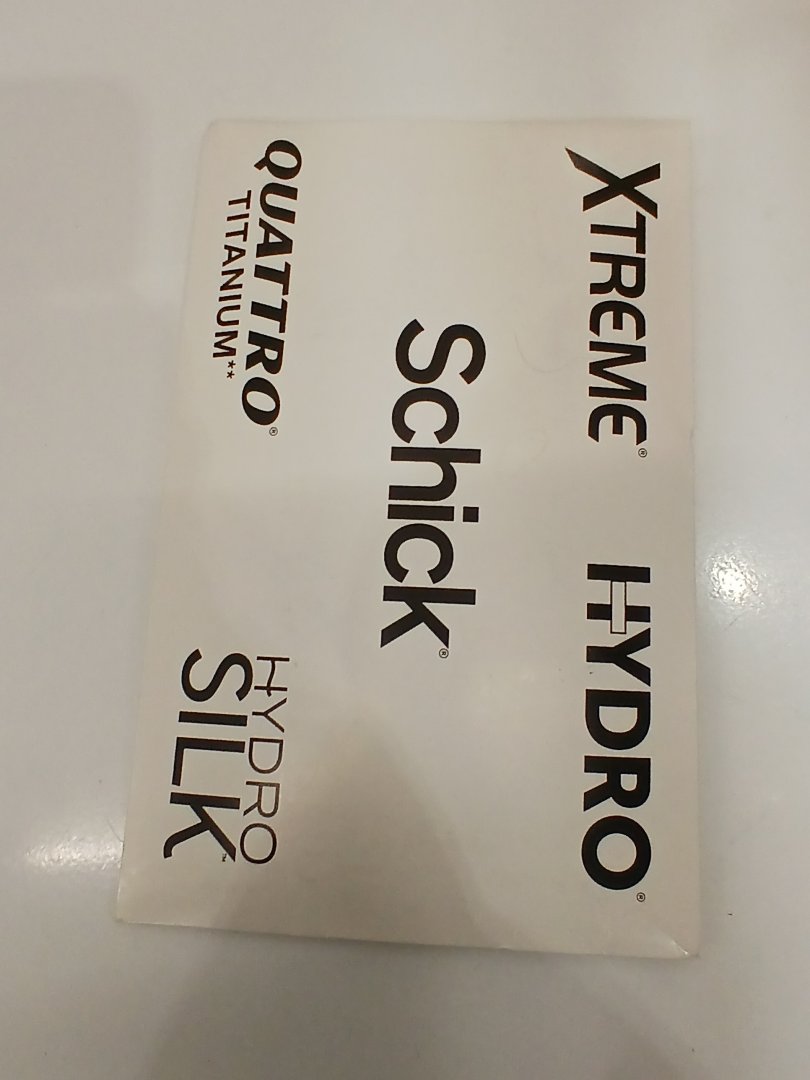 XTREME®
HYDRO®
Schick®
QUATTRO®
TITANIUM**
HYDRO
SILK™